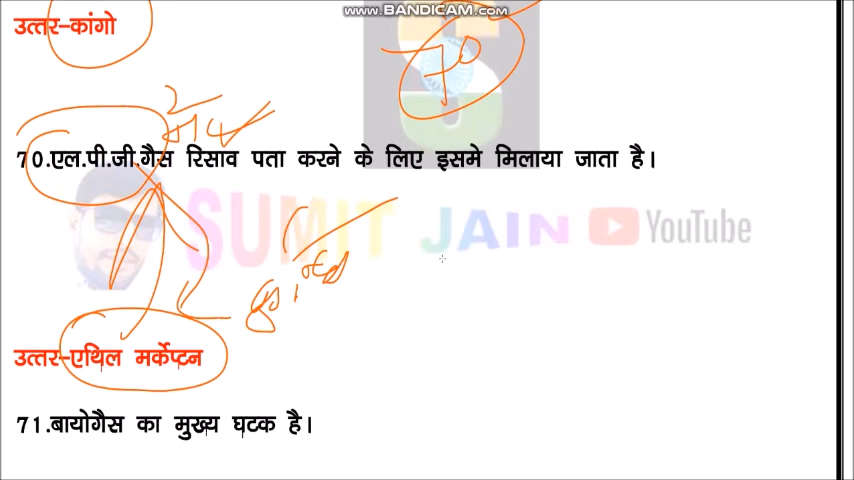 WWW.BANDICAM.COM
उत्तर-कांगो
70
70.एल.पी.जी.गैस रिसाव पता करने के लिए इसमे मिलाया जाता है।
SUMIT JAIN YouTube
उत्तर-एथिल मर्केप्टन
71.बायोगैस का मुख्य घटक है।